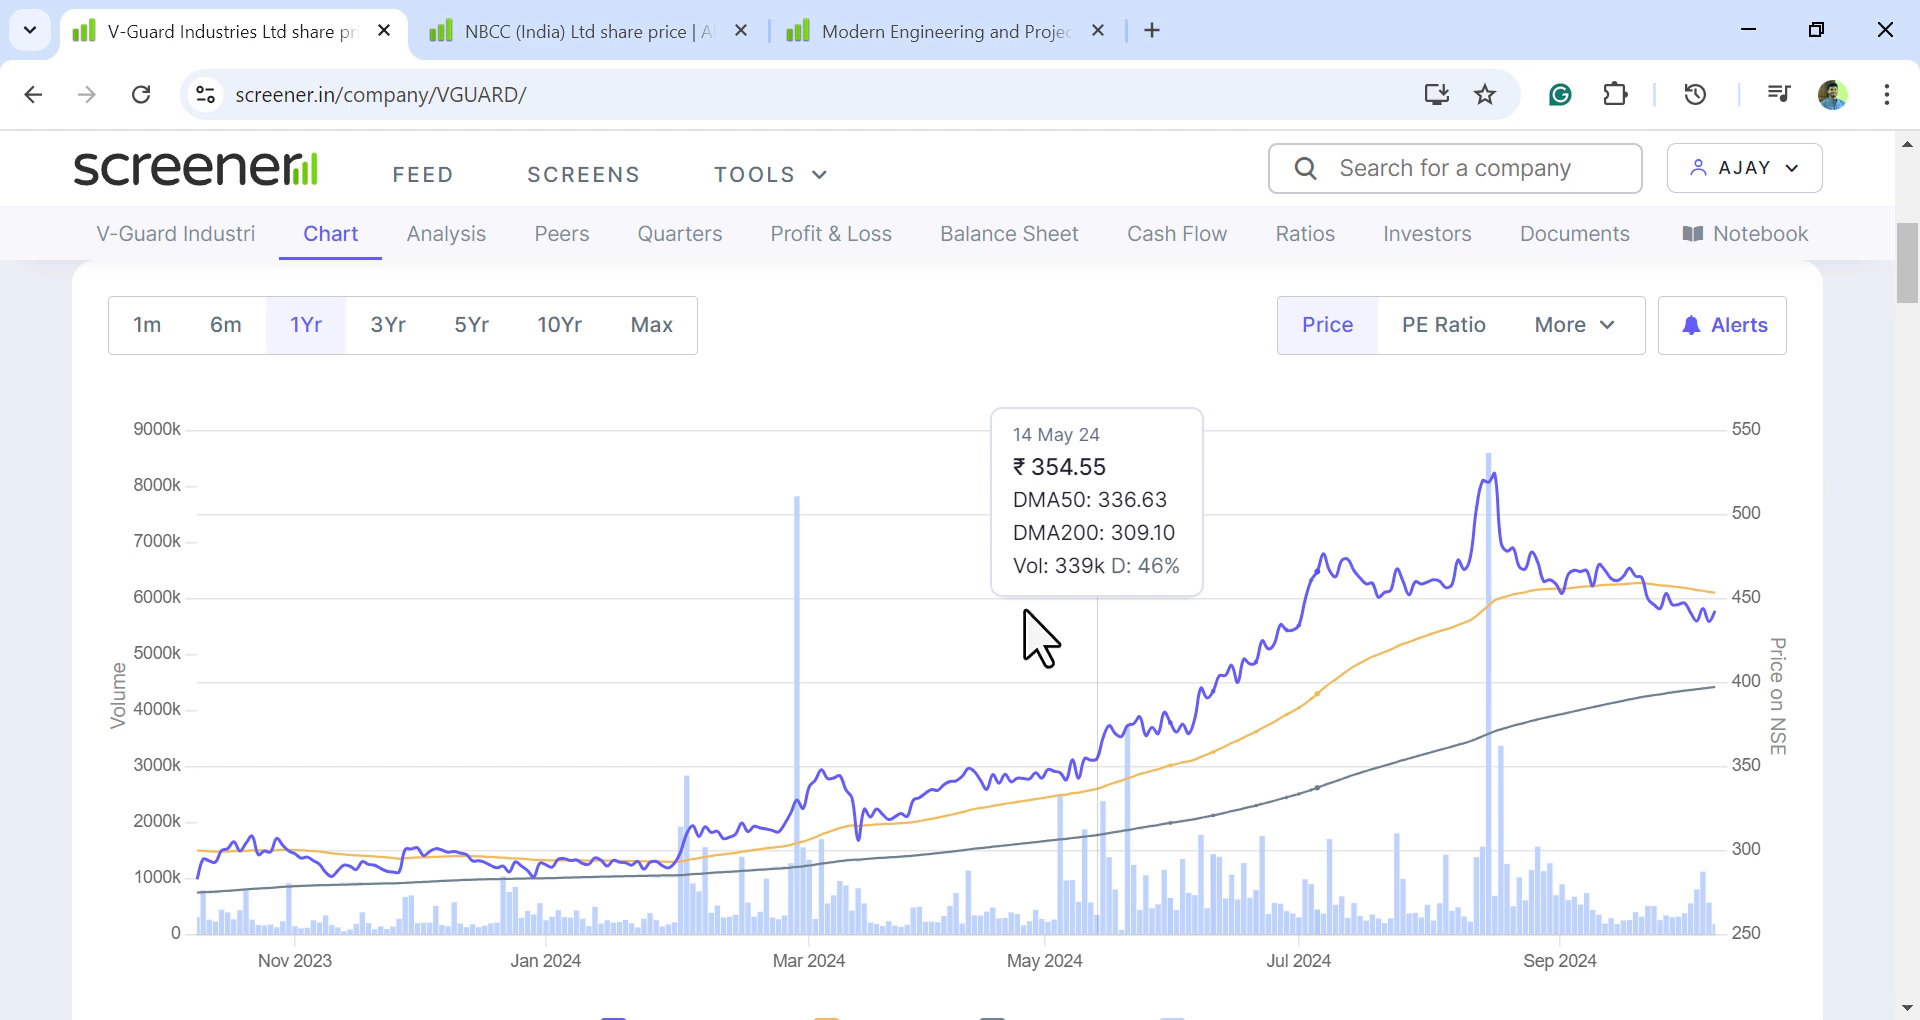 V-Guard Industries Ltd share pr
NBCC (India) Ltd share price | A
Modern Engineering and Projec
screener.in/company/VGUARD/
screener
FEED
SCREENS
TOOLS
Search for a company
AJAY
V-Guard Industri
Chart
Analysis
Peers
Quarters
Profit & Loss
Balance Sheet
Cash Flow
Ratios
Investors
Documents
Notebook
1m
6m
1Yr
3Yr
5Yr
10Yr
Max
Price
PE Ratio
More
Alerts
14 May 24
₹ 354.55
DMA50: 336.63
DMA200: 309.10
Vol: 339k D: 46%
9000k
8000k
7000k
6000k
5000k
4000k
3000k
2000k
1000k
0
Volume
550
500
450
400
350
300
250
Price on NSE
Nov 2023
Jan 2024
Mar 2024
May 2024
Jul 2024
Sep 2024